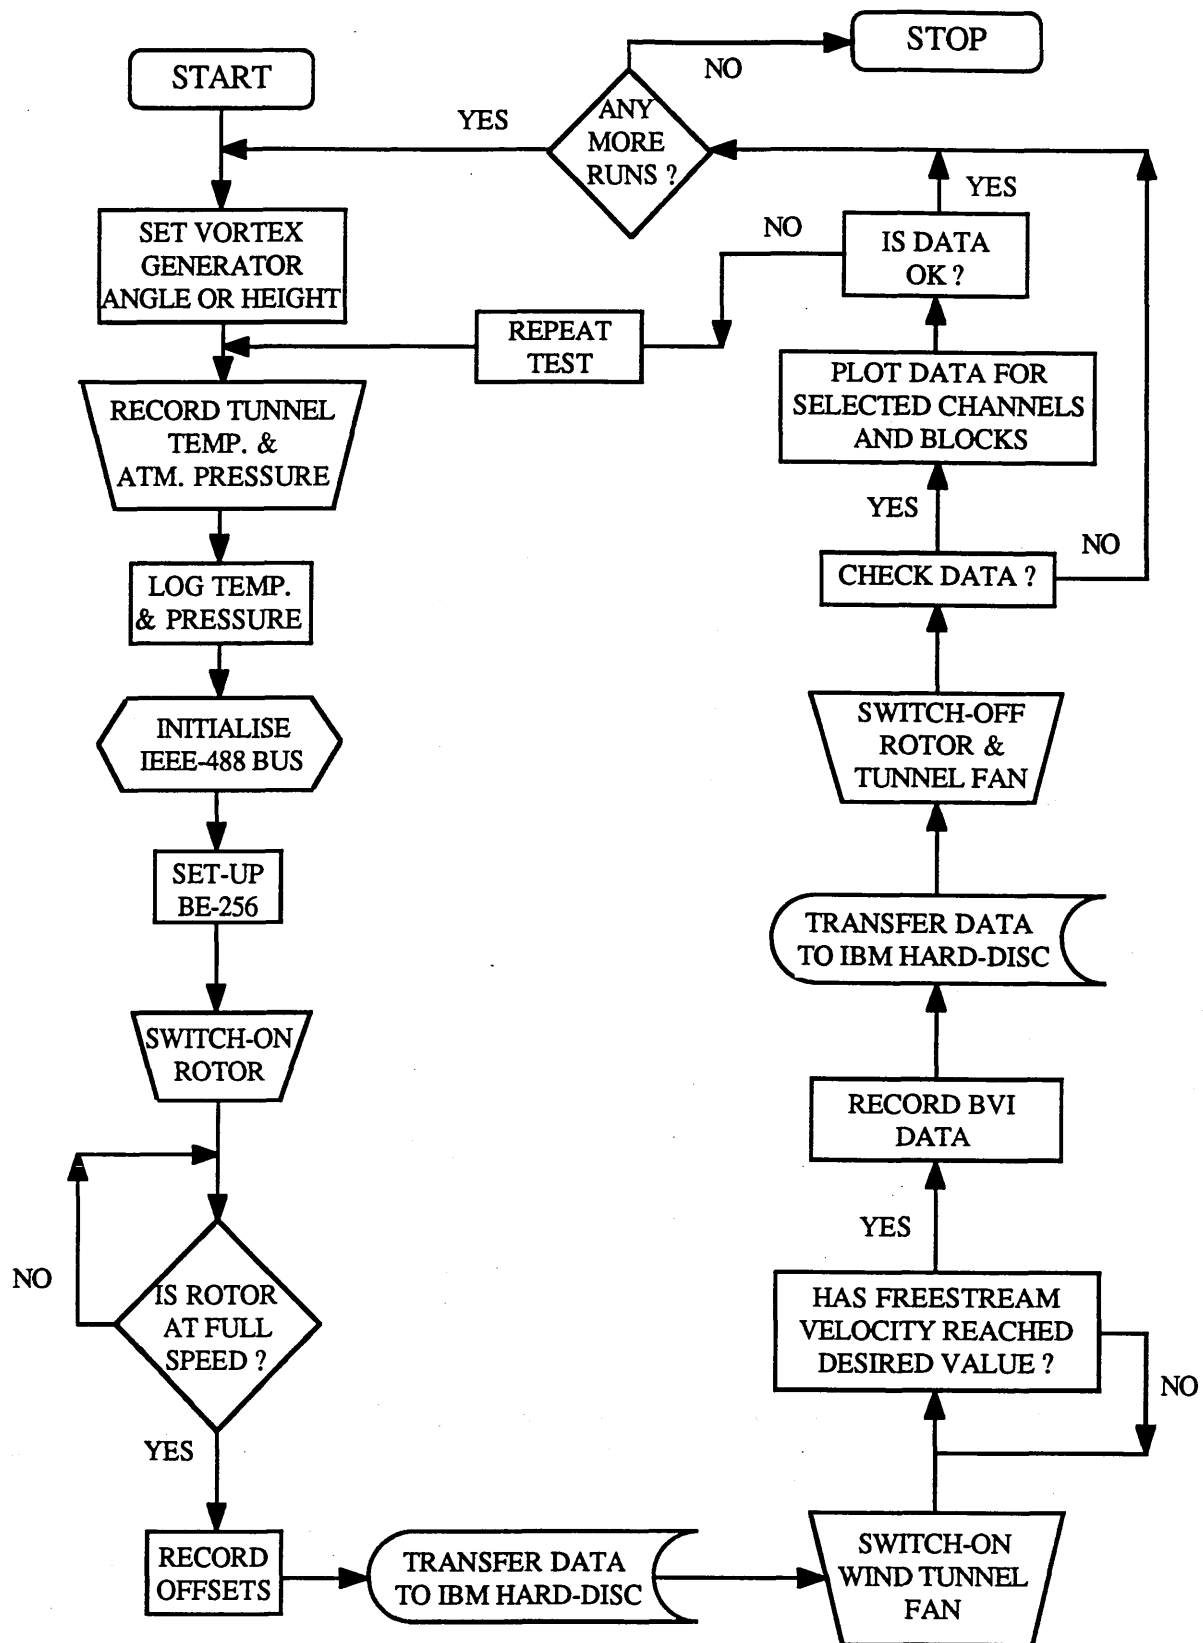 START
SET VORTEX
GENERATOR
ANGLE OR HEIGHT
RECORD TUNNEL
TEMP. &
ATM. PRESSURE
LOG TEMP.
& PRESSURE
INITIALISE
IEEE-488 BUS
SET-UP
BE-256
SWITCH-ON
ROTOR
NO
IS ROTOR
AT FULL
SPEED ?
YES
RECORD
OFFSETS
TRANSFER DATA
TO IBM HARD-DISC
SWITCH-ON
WIND TUNNEL
FAN
HAS FREESTREAM
VELOCITY REACHED
DESIRED VALUE ?
NO
YES
RECORD BVI
DATA
TRANSFER DATA
TO IBM HARD-DISC
SWITCH-OFF
ROTOR &
TUNNEL FAN
CHECK DATA ?
NO
YES
PLOT DATA FOR
SELECTED CHANNELS
AND BLOCKS
IS DATA
OK ?
NO
REPEAT
TEST
YES
ANY
MORE
RUNS ?
YES
NO
STOP